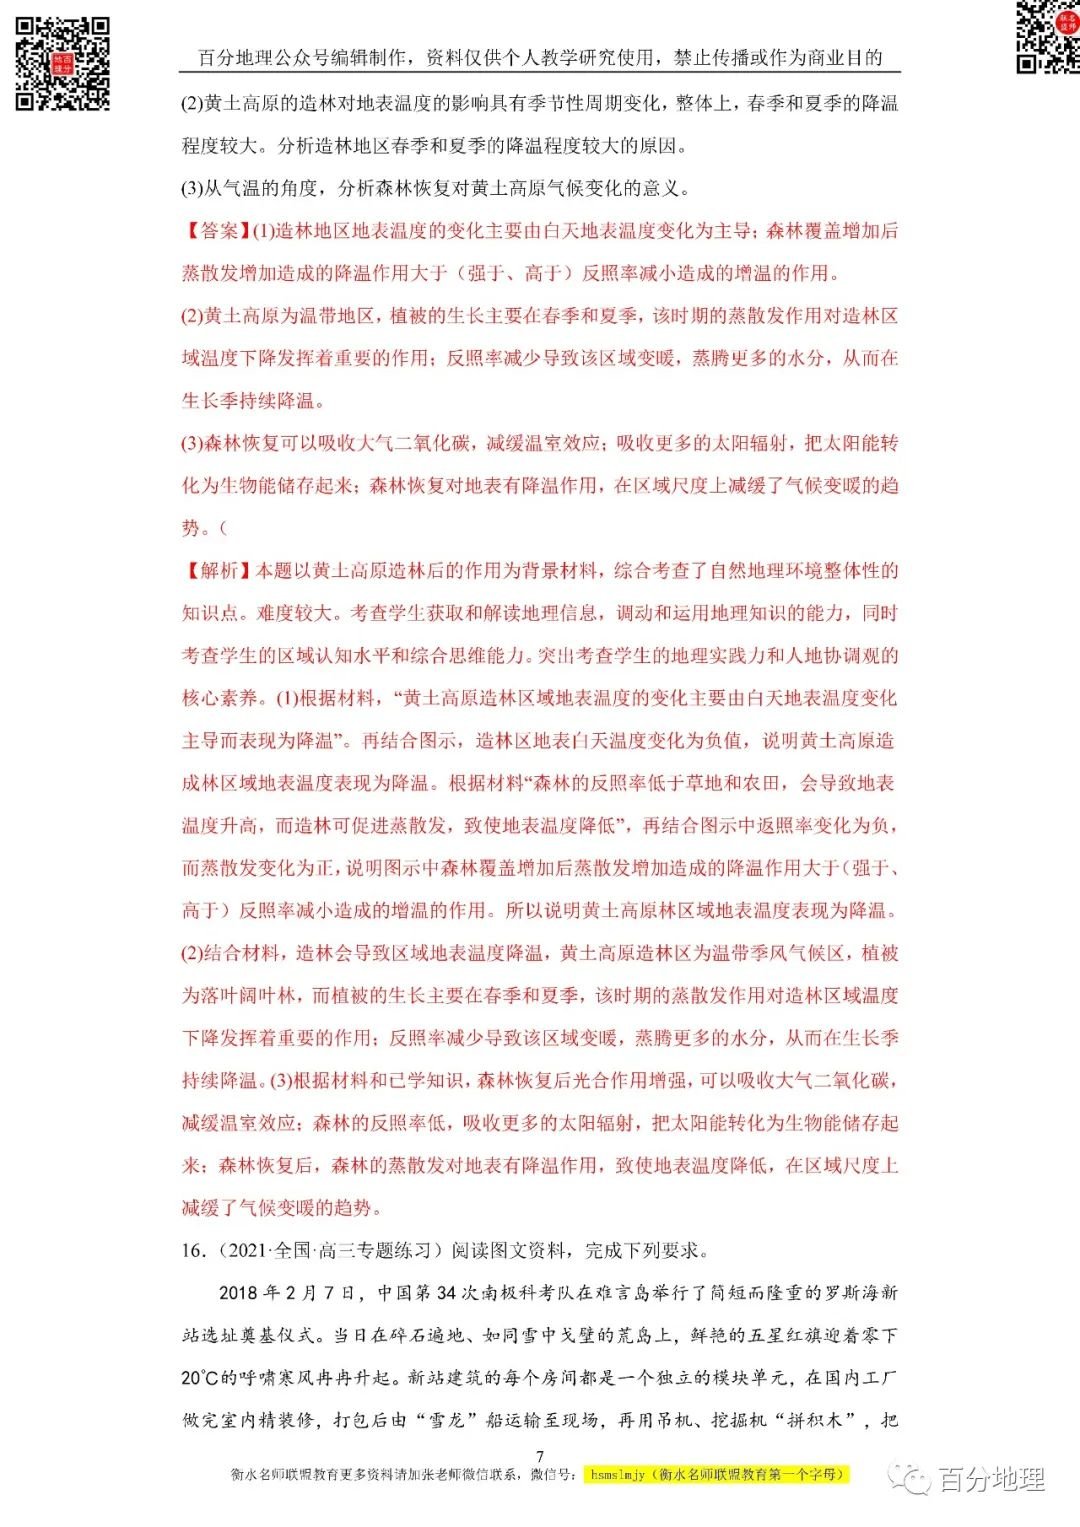 百分地理公众号编辑制作，资料仅供个人教学研究使用，禁止传播或作为商业目的
(2)黄土高原的造林对地表温度的影响具有季节性周期变化，整体上，春季和夏季的降温
程度较大。分析造林地区春季和夏季的降温程度较大的原因。
(3)从气温的角度，分析森林恢复对黄土高原气候变化的意义。
【答案】(1)造林地区地表温度的变化主要由白天地表温度变化为主导；森林覆盖增加后
蒸散发增加造成的降温作用大于（强于、高于）反照率减小造成的增温的作用。
(2)黄土高原为温带地区，植被的生长主要在春季和夏季，该时期的蒸散发作用对造林区
域温度下降发挥着重要的作用；反照率减少导致该区域变暖，蒸腾更多的水分，从而在
生长季持续降温。
(3)森林恢复可以吸收大气二氧化碳，减缓温室效应；吸收更多的太阳辐射，把太阳能转
化为生物能储存起来；森林恢复对地表有降温作用，在区域尺度上减缓了气候变暖的趋
势。（
【解析】本题以黄土高原造林后的作用为背景材料，综合考查了自然地理环境整体性的
知识点。难度较大。考查学生获取和解读地理信息，调动和运用地理知识的能力，同时
考查学生的区域认知水平和综合思维能力。突出考查学生的地理实践力和人地协调观的
核心素养。(1)根据材料，“黄土高原造林区域地表温度的变化主要由白天地表温度变化
主导而表现为降温”。再结合图示，造林区地表白天温度变化为负值，说明黄土高原造
成林区域地表温度表现为降温。根据材料“森林的反照率低于草地和农田，会导致地表
温度升高，而造林可促进蒸散发，致使地表温度降低”，再结合图示中返照率变化为负，
而蒸散发变化为正，说明图示中森林覆盖增加后蒸散发增加造成的降温作用大于（强于、
高于）反照率减小造成的增温的作用。所以说明黄土高原林区域地表温度表现为降温。
(2)结合材料，造林会导致区域地表温度降温，黄土高原造林区为温带季风气候区，植被
为落叶阔叶林，而植被的生长主要在春季和夏季，该时期的蒸散发作用对造林区域温度
下降发挥着重要的作用；反照率减少导致该区域变暖，蒸腾更多的水分，从而在生长季
持续降温。(3)根据材料和已学知识，森林恢复后光合作用增强，可以吸收大气二氧化碳，
减缓温室效应；森林的反照率低，吸收更多的太阳辐射，把太阳能转化为生物能储存起
来；森林恢复后，森林的蒸散发对地表有降温作用，致使地表温度降低，在区域尺度上
减缓了气候变暖的趋势。
16．（2021·全国·高三专题练习）阅读图文资料，完成下列要求。
2018 年 2 月 7 日，中国第 34 次南极科考队在难言岛举行了简短而隆重的罗斯海新
站选址奠基仪式。当日在碎石遍地、如同雪中戈壁的荒岛上，鲜艳的五星红旗迎着零下
20℃的呼啸寒风冉冉升起。新站建筑的每个房间都是一个独立的模块单元，在国内工厂
做完室内精装修，打包后由“雪龙”船运输至现场，再用吊机、挖掘机“拼积木”，把
7
衡水名师联盟教育更多资料请加张老师微信联系，微信号： hsmslmjy（衡水名师联盟教育第一个字母）
百分地理